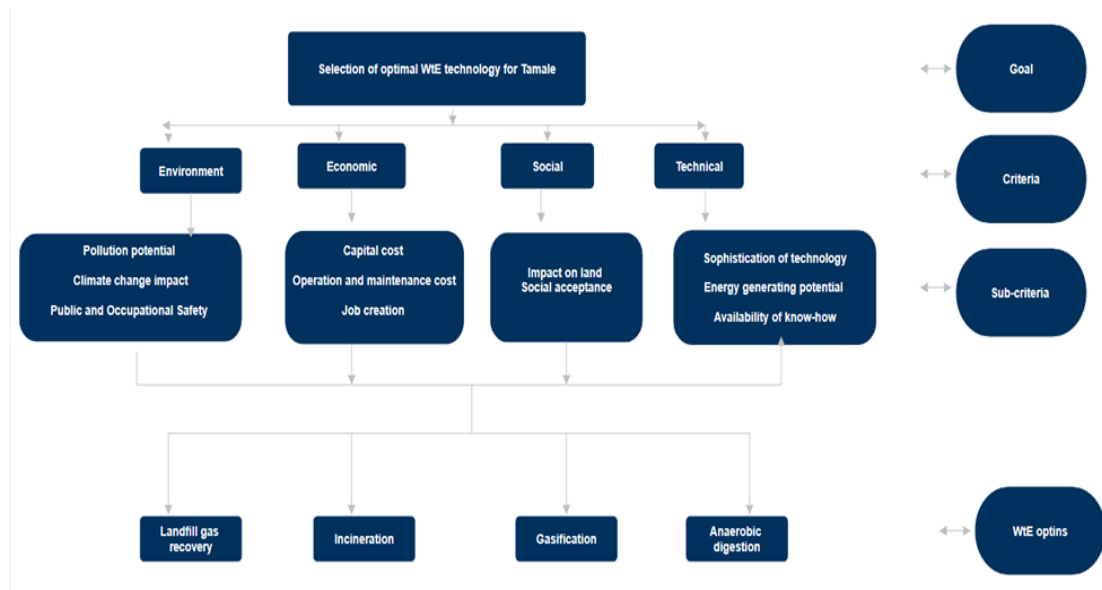 Selection of optimal WtE technology for Tamale
Goal
Environment
Economic
Social
Technical
Criteria
Pollution potential
Climate change impact
Public and Occupational Safety
Capital cost
Operation and maintenance cost
Job creation
Impact on land
Social acceptance
Sophistication of technology
Energy generating potential
Availability of know-how
Sub-criteria
Landfill gas
recovery
Incineration
Gasification
Anaerobic
digestion
WtE optins